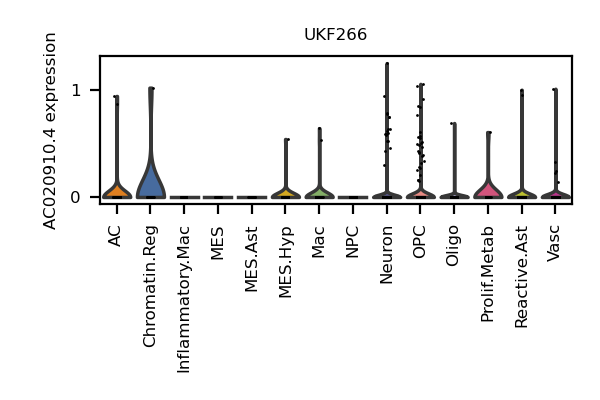 UKF266
AC020910.4 expression
1
0
AC
Chromatin.Reg
Inflammatory.Mac
MES
MES.Ast
MES.Hyp
Mac
NPC
Neuron
OPC
Oligo
Prolif.Metab
Reactive.Ast
Vasc